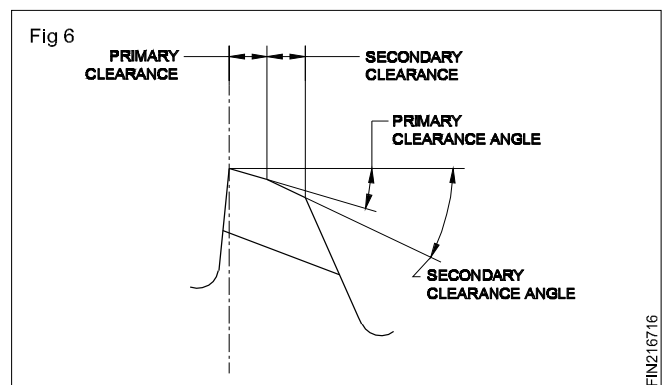 Fig 6
PRIMARY
CLEARANCE
SECONDARY
CLEARANCE
PRIMARY
CLEARANCE ANGLE
SECONDARY
CLEARANCE ANGLE
FIN216716